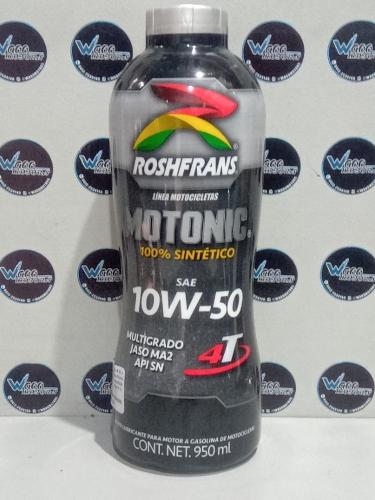 ROSHFRANS
LÍNEA MOTOCICLETAS
MOTONIC
100% SINTÉTICO
SAE
10W-50
MULTIGRADO
JASO MA2
API SN
4T
PARA MOTOR A GASOLINA DE MOTOCICLETAS
CONT. NET. 950 ml